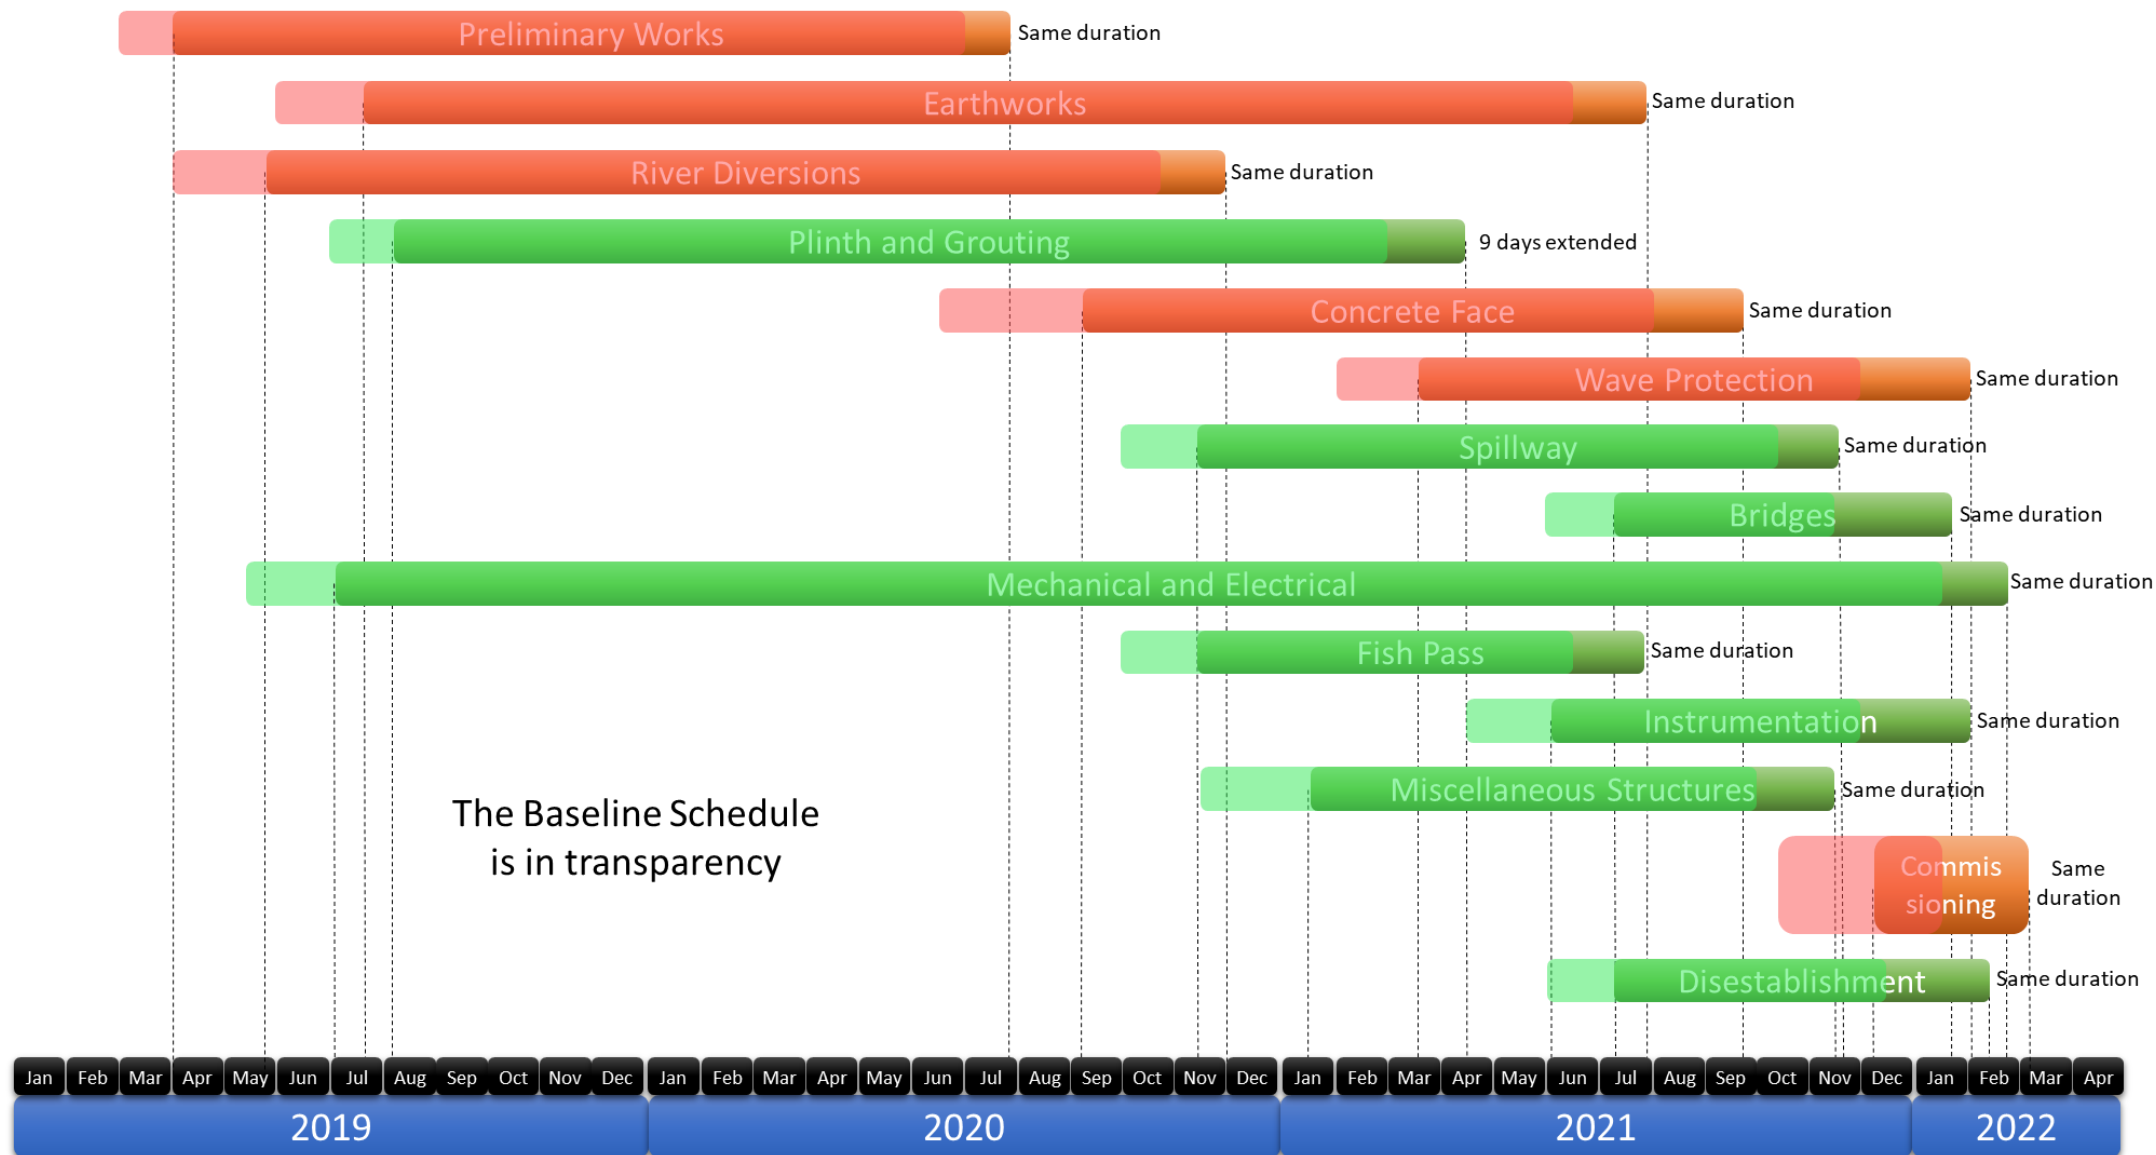 Preliminary Works
Same duration
Earthworks
Same duration
River Diversions
Same duration
Plinth and Grouting
9 days extended
Concrete Face
Same duration
Wave Protection
Same duration
Spillway
Same duration
Bridges
Same duration
Mechanical and Electrical
Same duration
Fish Pass
Same duration
Instrumentation
Same duration
Miscellaneous Structures
Same duration
The Baseline Schedule
is in transparency
Commis
sioning
Same
duration
Disestablishment
Same duration
Jan Feb Mar Apr May Jun Jul Aug Sep Oct Nov Dec Jan Feb Mar Apr May Jun Jul Aug Sep Oct Nov Dec Jan Feb Mar Apr May Jun Jul Aug Sep Oct Nov Dec Jan Feb Mar Apr
2019 2020 2021 2022